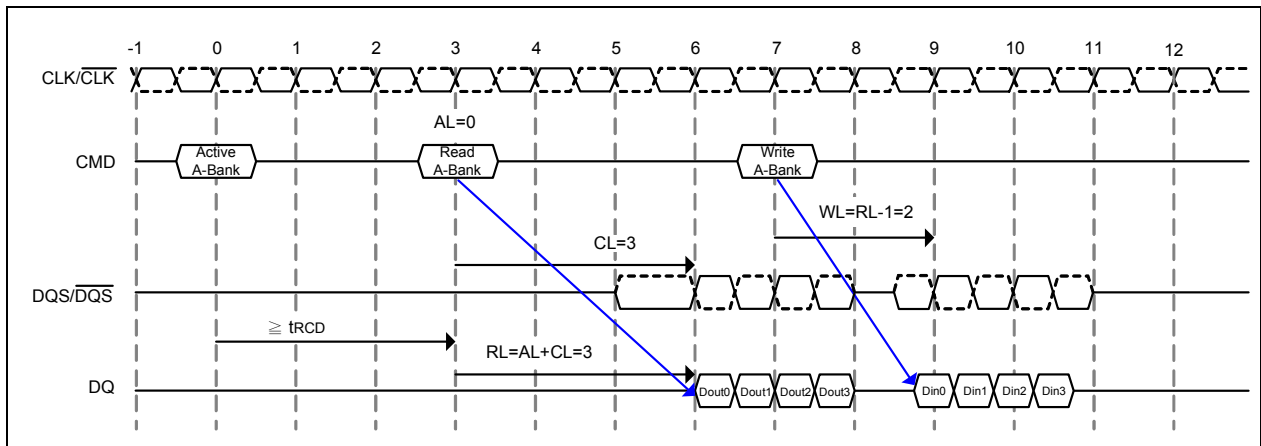 -1 0 1 2 3 4 5 6 7 8 9 10 11 12
CLK/C̅L̅K̅
AL=0
CMD
Active
A-Bank
Read
A-Bank
Write
A-Bank
WL=RL-1=2
CL=3
DQS/D̅Q̅S̅
≧ tRCD
RL=AL+CL=3
DQ
Dout0 Dout1 Dout2 Dout3 Din0 Din1 Din2 Din3